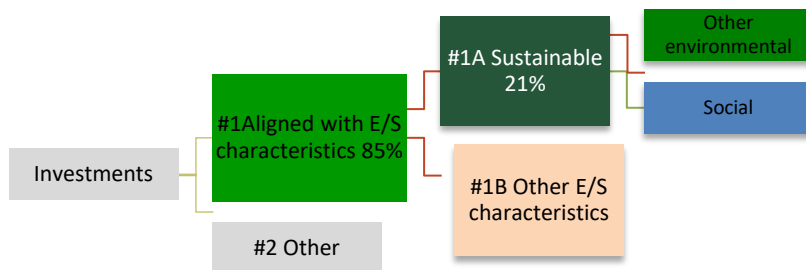 Investments
#1Aligned with E/S
characteristics 85%
#2 Other
#1A Sustainable
21%
#1B Other E/S
characteristics
Other
environmental
Social